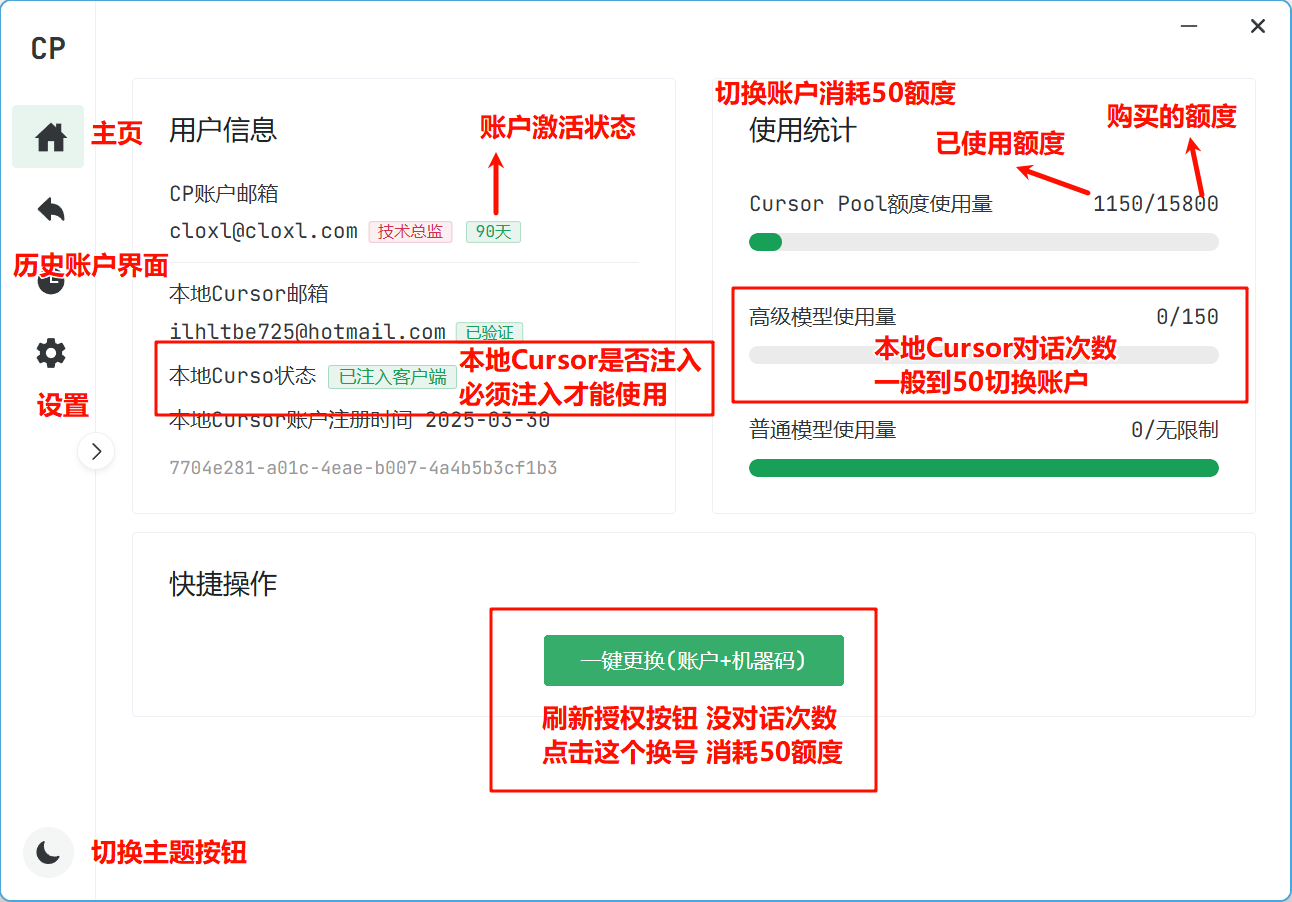 CP
主页
历史账户界面
设置
切换主题按钮
用户信息
账户激活状态
CP账户邮箱
cloxl@cloxl.com 技术总监 90天
本地Cursor邮箱
ilhltbe725@hotmail.com 已验证
本地Curso状态 已注入客户端
本地Cursor是否注入
必须注入才能使用
本地Cursor账户注册时间 2025-03-30
7704e281-a01c-4eae-b007-4a4b5b3cf1b3
切换账户消耗50额度
使用统计
已使用额度
购买的额度
Cursor Pool额度使用量 1150/15800
高级模型使用量 0/150
本地Cursor对话次数
一般到50切换账户
普通模型使用量 0/无限制
快捷操作
一键更换(账户+机器码)
刷新授权按钮 没对话次数
点击这个换号 消耗50额度